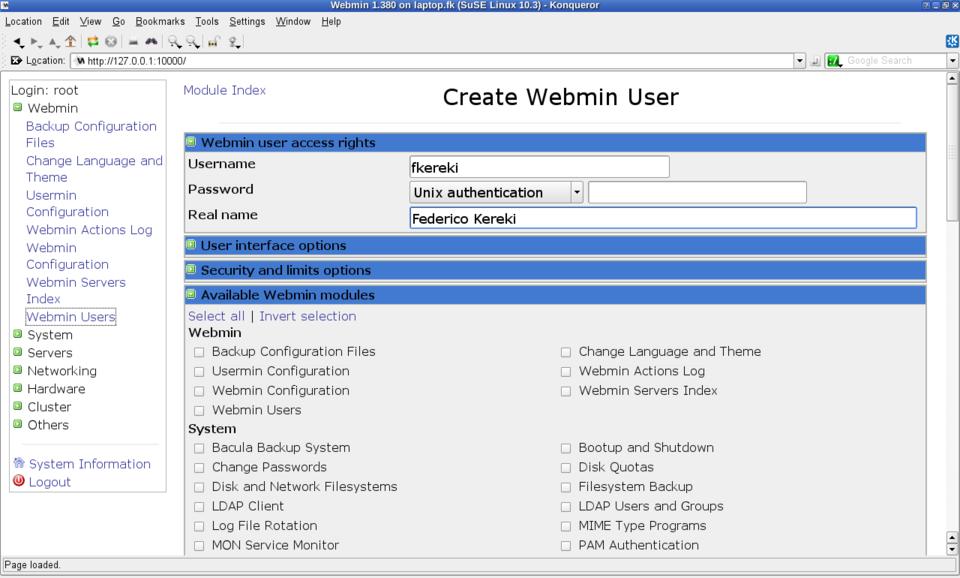 Webmin 1.380 on laptop.fk (SuSE Linux 10.3) - Konqueror
Location Edit View Go Bookmarks Tools Settings Window Help
Location: http://127.0.0.1:10000/ Google Search
Login: root
Webmin
Backup Configuration
Files
Change Language and
Theme
Usermin
Configuration
Webmin Actions Log
Webmin
Configuration
Webmin Servers
Index
Webmin Users
System
Servers
Networking
Hardware
Cluster
Others
System Information
Logout
Module Index
Create Webmin User
Webmin user access rights
Username fkereki
Password Unix authentication
Real name Federico Kereki
User interface options
Security and limits options
Available Webmin modules
Select all | Invert selection
Webmin
Backup Configuration Files Change Language and Theme
Usermin Configuration Webmin Actions Log
Webmin Configuration Webmin Servers Index
Webmin Users
System
Bacula Backup System Bootup and Shutdown
Change Passwords Disk Quotas
Disk and Network Filesystems Filesystem Backup
LDAP Client LDAP Users and Groups
Log File Rotation MIME Type Programs
MON Service Monitor PAM Authentication
Page loaded.